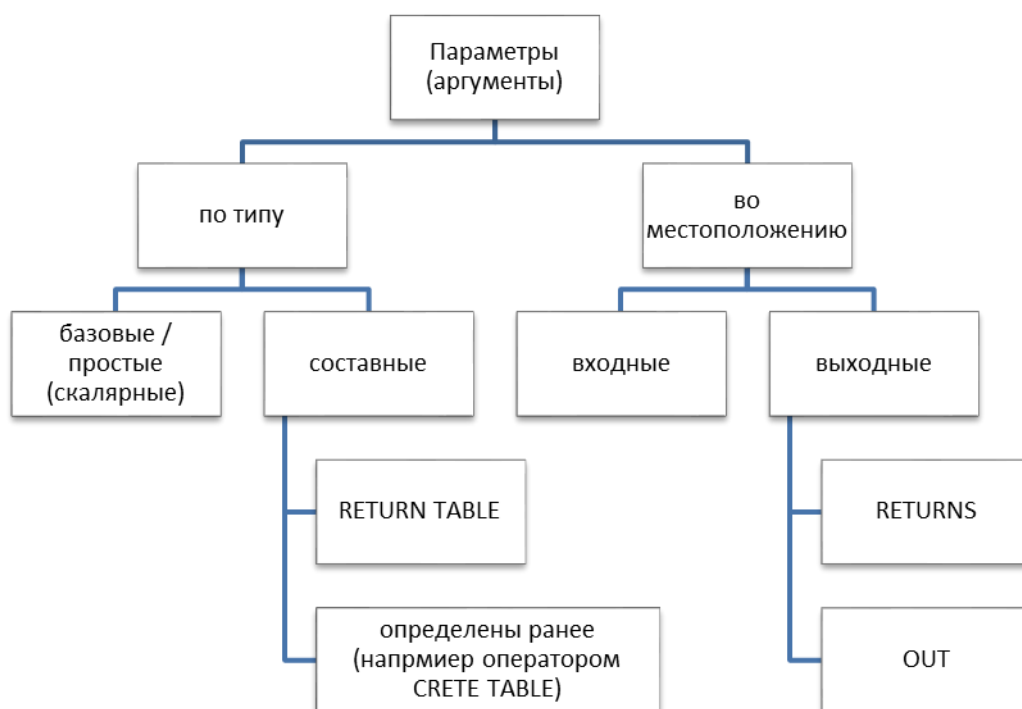 Параметры
(аргументы)
по типу
во
местоположению
базовые /
простые
(скалярные)
составные
входные
выходные
RETURN TABLE
RETURNS
определены ранее
(напрмиер оператором
CRETE TABLE)
OUT